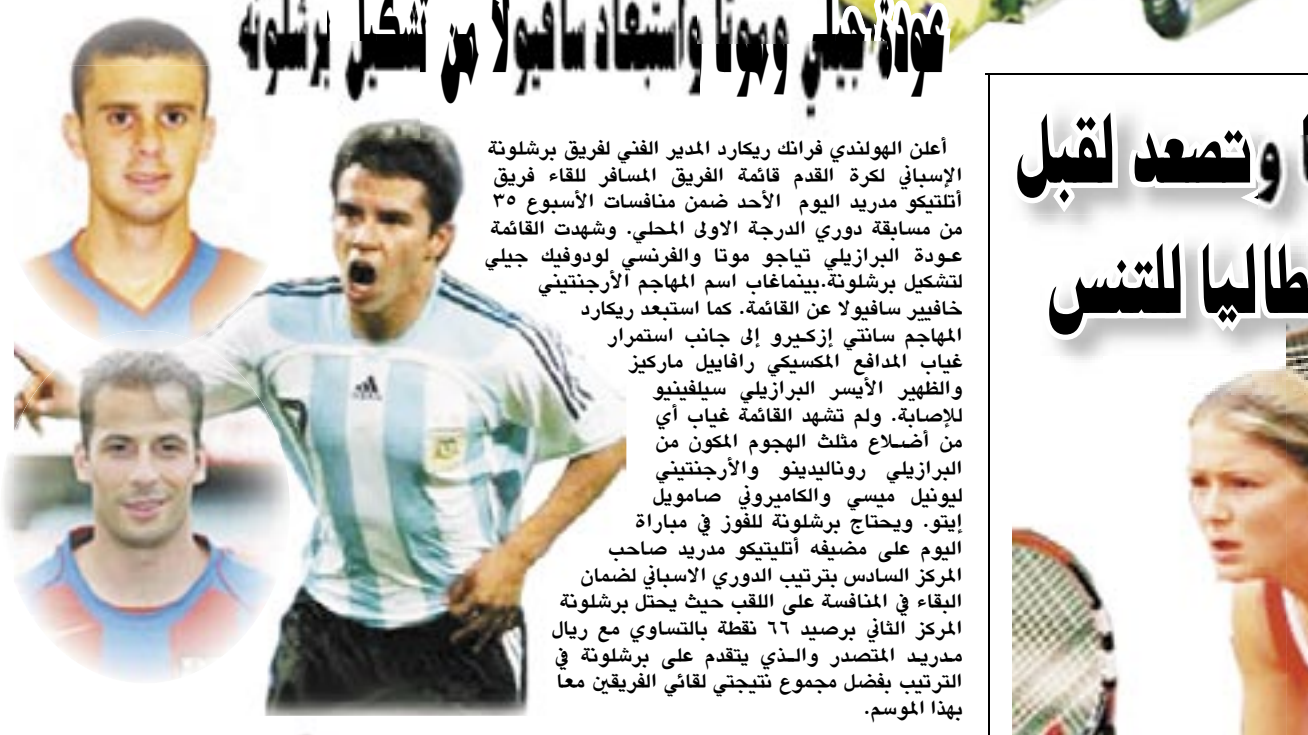 عودة جيلي وموتا واستبعاد سافيولا من تشكيل برشلونة
أعلن الهولندي فرانك ريكارد المدير الفني لفريق برشلونة
الإسباني لكرة القدم قائمة الفريق المسافر للقاء فريق
أتلتيكو مدريد اليوم الأحد ضمن منافسات الأسبوع ٣٥
من مسابقة دوري الدرجة الاولى المحلي. وشهدت القائمة
عودة البرازيلي تياجو موتا والفرنسي لودوفيك جيلي
لتشكيل برشلونة.بينماغاب اسم المهاجم الأرجنتيني
خافيير سافيولا عن القائمة. كما استبعد ريكارد
المهاجم سانتي إزكيرو إلى جانب استمرار
غياب المدافع المكسيكي رافاييل ماركيز
والظهير الأيسر البرازيلي سيلفينيو
للإصابة. ولم تشهد القائمة غياب أي
من أضلاع مثلث الهجوم المكون من
البرازيلي روناليدينو والأرجنتيني
ليونيل ميسي والكاميروني صامويل
إيتو. ويحتاج برشلونة للفوز في مباراة
اليوم على مضيفه أتليتيكو مدريد صاحب
المركز السادس بترتيب الدوري الاسباني لضمان
البقاء في المنافسة على اللقب حيث يحتل برشلونة
المركز الثاني برصيد ٦٦ نقطة بالتساوي مع ريال
مدريد المتصدر والذي يتقدم على برشلونة في
الترتيب بفضل مجموع نتيجتي لقائي الفريقين معا
بهذا الموسم.
وتصعد لقبل
للتنس
adidas